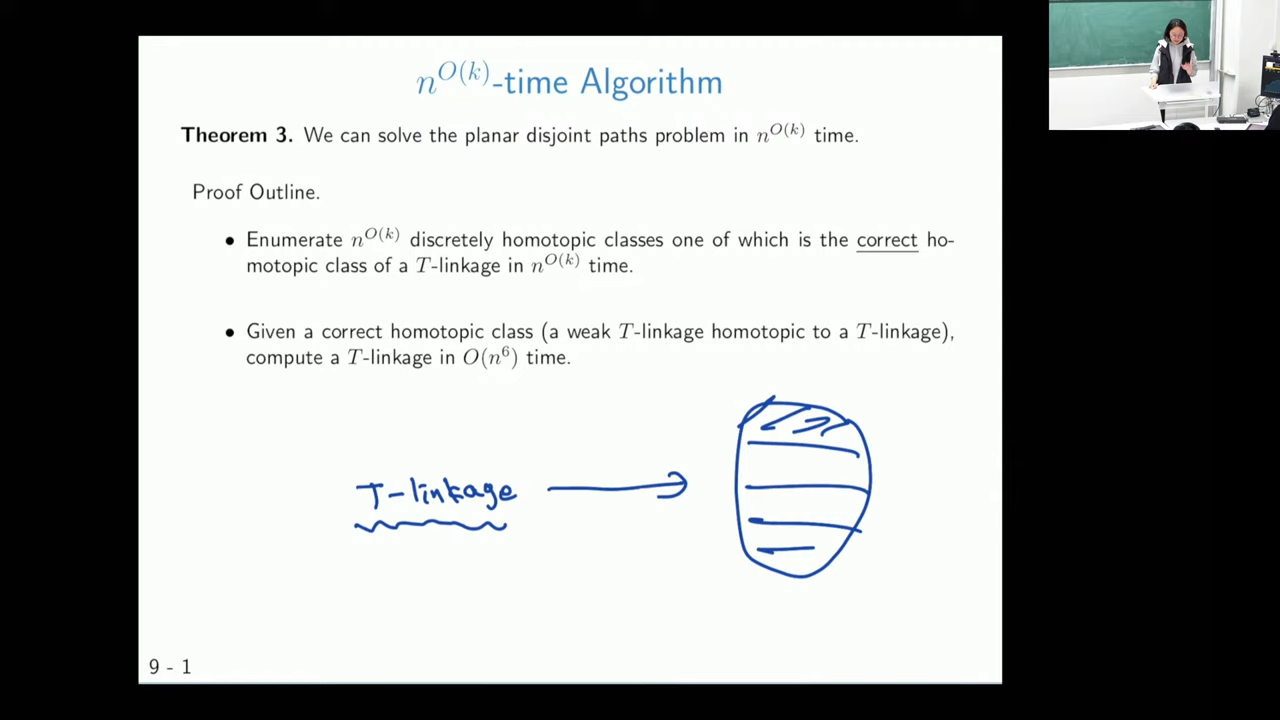 n^{O(k)}-time Algorithm
Theorem 3. We can solve the planar disjoint paths problem in n^{O(k)} time.
Proof Outline.
• Enumerate n^{O(k)} discretely homotopic classes one of which is the correct ho-
motopic class of a T-linkage in n^{O(k)} time.
• Given a correct homotopic class (a weak T-linkage homotopic to a T-linkage),
compute a T-linkage in O(n^6) time.
T-linkage
9 - 1